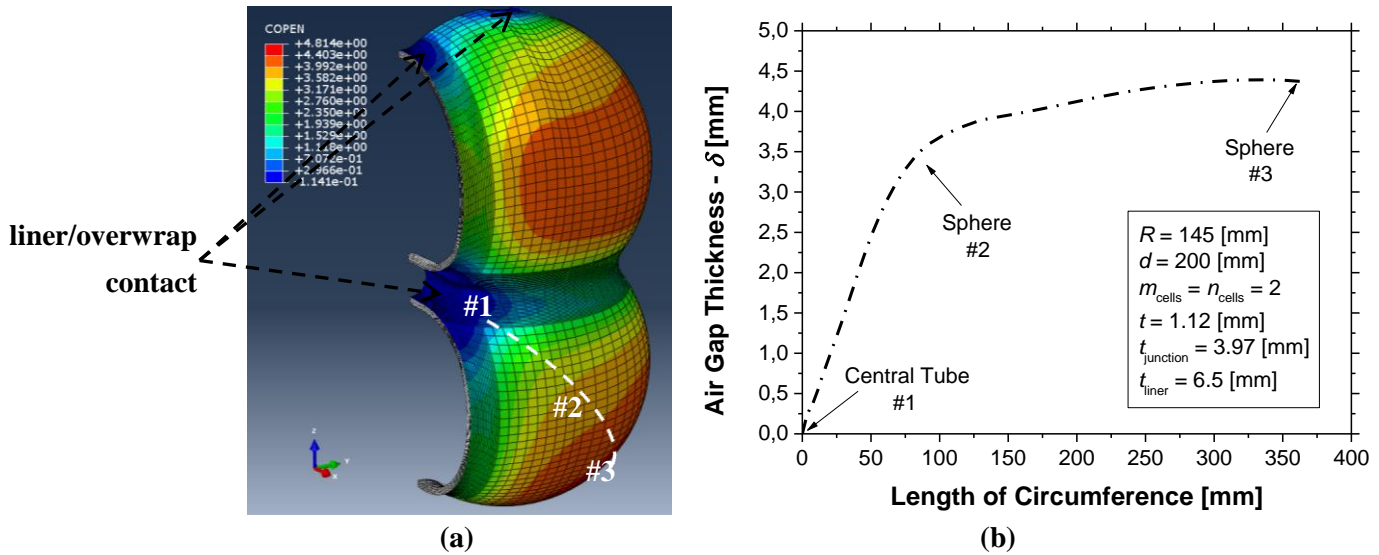 COPEN
+4.814e+00
+4.403e+00
+3.992e+00
+3.582e+00
+3.171e+00
+2.760e+00
+2.350e+00
+1.939e+00
+1.529e+00
+1.118e+00
+7.072e-01
+2.966e-01
-1.141e-01
liner/overwrap
contact
#1
#2
#3
z
Y
X
(a)
Air Gap Thickness - δ [mm]
5,0
4,5
4,0
3,5
3,0
2,5
2,0
1,5
1,0
0,5
0,0
Sphere
#2
Sphere
#3
Central Tube
#1
R = 145 [mm]
d = 200 [mm]
mcells = ncells = 2
t = 1.12 [mm]
tjunction = 3.97 [mm]
tliner = 6.5 [mm]
0 50 100 150 200 250 300 350 400
Length of Circumference [mm]
(b)